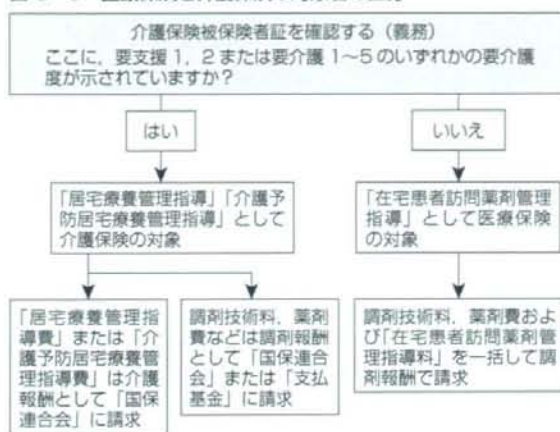 介護保険被保険者証を確認する（義務）
ここに，要支援1，2または要介護1〜5のいずれかの要介護
度が示されていますか？
はい
いいえ
「居宅療養管理指導」「介護予
防居宅療養管理指導」として
介護保険の対象
「在宅患者訪問薬剤管理
指導」として医療保険
の対象
「居宅療養管理指
導費」または「介
護予防居宅療養管
理指導費」は介護
報酬として「国保
連合会」に請求
調剤技術料，薬剤
費などは調剤報酬
として「国保連合
会」または「支払
基金」に請求
調剤技術料，薬剤費およ
び「在宅患者訪問薬剤管
理指導料」を一括して調
剤報酬で請求